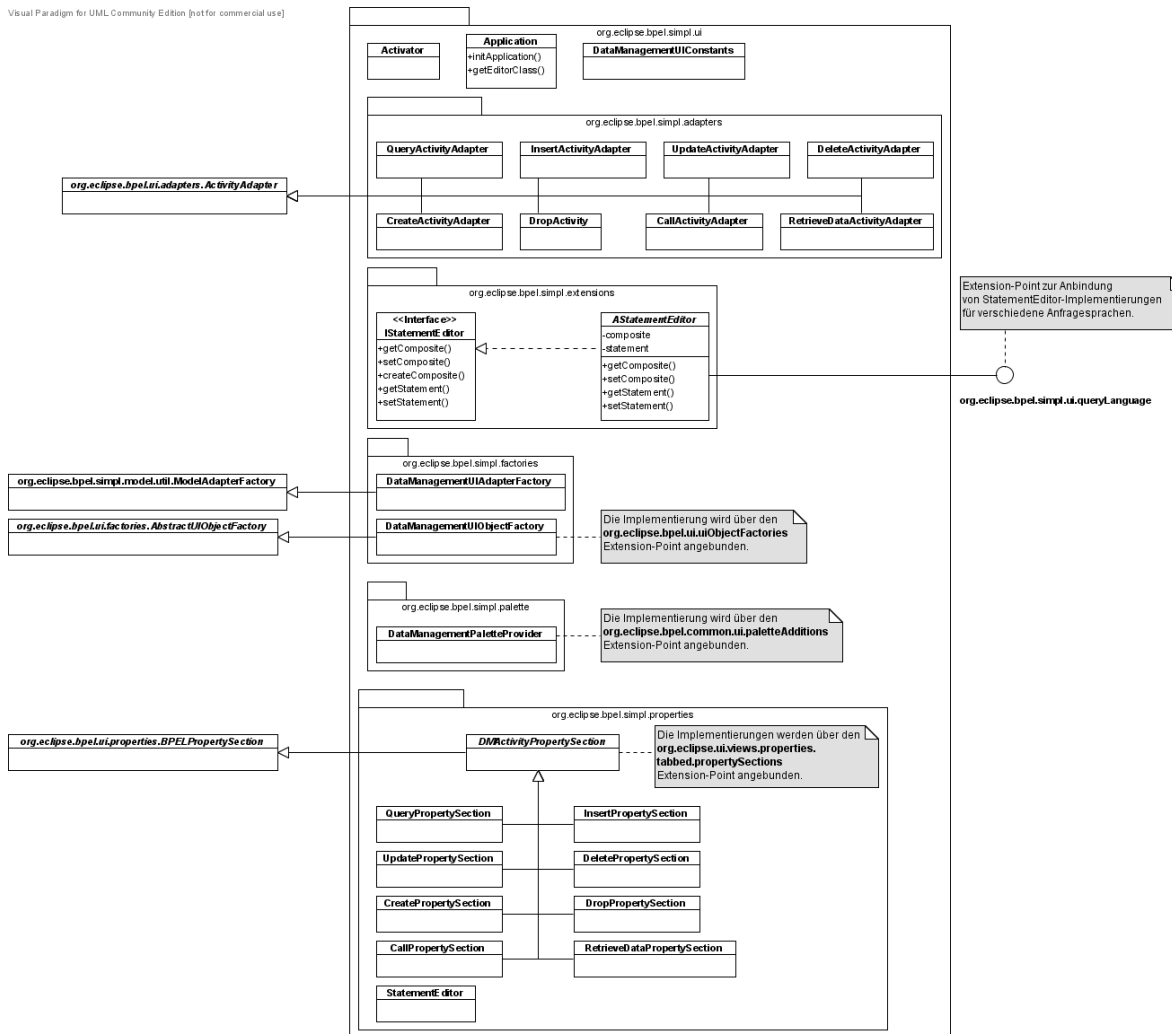 Visual Paradigm for UML Community Edition [not for commercial use]
org.eclipse.bpel.simpl.ui
Activator
Application
+initApplication()
+getEditorClass()
DataManagementUIConstants
org.eclipse.bpel.simpl.adapters
QueryActivityAdapter
InsertActivityAdapter
UpdateActivityAdapter
DeleteActivityAdapter
org.eclipse.bpel.ui.adapters.ActivityAdapter
CreateActivityAdapter
DropActivity
CallActivityAdapter
RetrieveDataActivityAdapter
org.eclipse.bpel.simpl.extensions
<<Interface>>
IStatementEditor
+getComposite()
+setComposite()
+createComposite()
+getStatement()
+setStatement()
AStatementEditor
-composite
-statement
+getComposite()
+setComposite()
+getStatement()
+setStatement()
Extension-Point zur Anbindung
von StatementEditor-Implementierungen
für verschiedene Anfragesprachen.
org.eclipse.bpel.simpl.ui.queryLanguage
org.eclipse.bpel.simpl.factories
org.eclipse.bpel.simpl.model.util.ModelAdapterFactory
DataManagementUIAdapterFactory
org.eclipse.bpel.ui.factories.AbstractUIObjectFactory
DataManagementUIObjectFactory
Die Implementierung wird über den
org.eclipse.bpel.ui.uiObjectFactories
Extension-Point angebunden.
org.eclipse.bpel.simpl.palette
DataManagementPaletteProvider
Die Implementierung wird über den
org.eclipse.bpel.common.ui.paletteAdditions
Extension-Point angebunden.
org.eclipse.bpel.simpl.properties
org.eclipse.bpel.ui.properties.BPELPropertySection
DMActivityPropertySection
Die Implementierungen werden über den
org.eclipse.ui.views.properties.
tabbed.propertySections
Extension-Point angebunden.
QueryPropertySection
InsertPropertySection
UpdatePropertySection
DeletePropertySection
CreatePropertySection
DropPropertySection
CallPropertySection
RetrieveDataPropertySection
StatementEditor